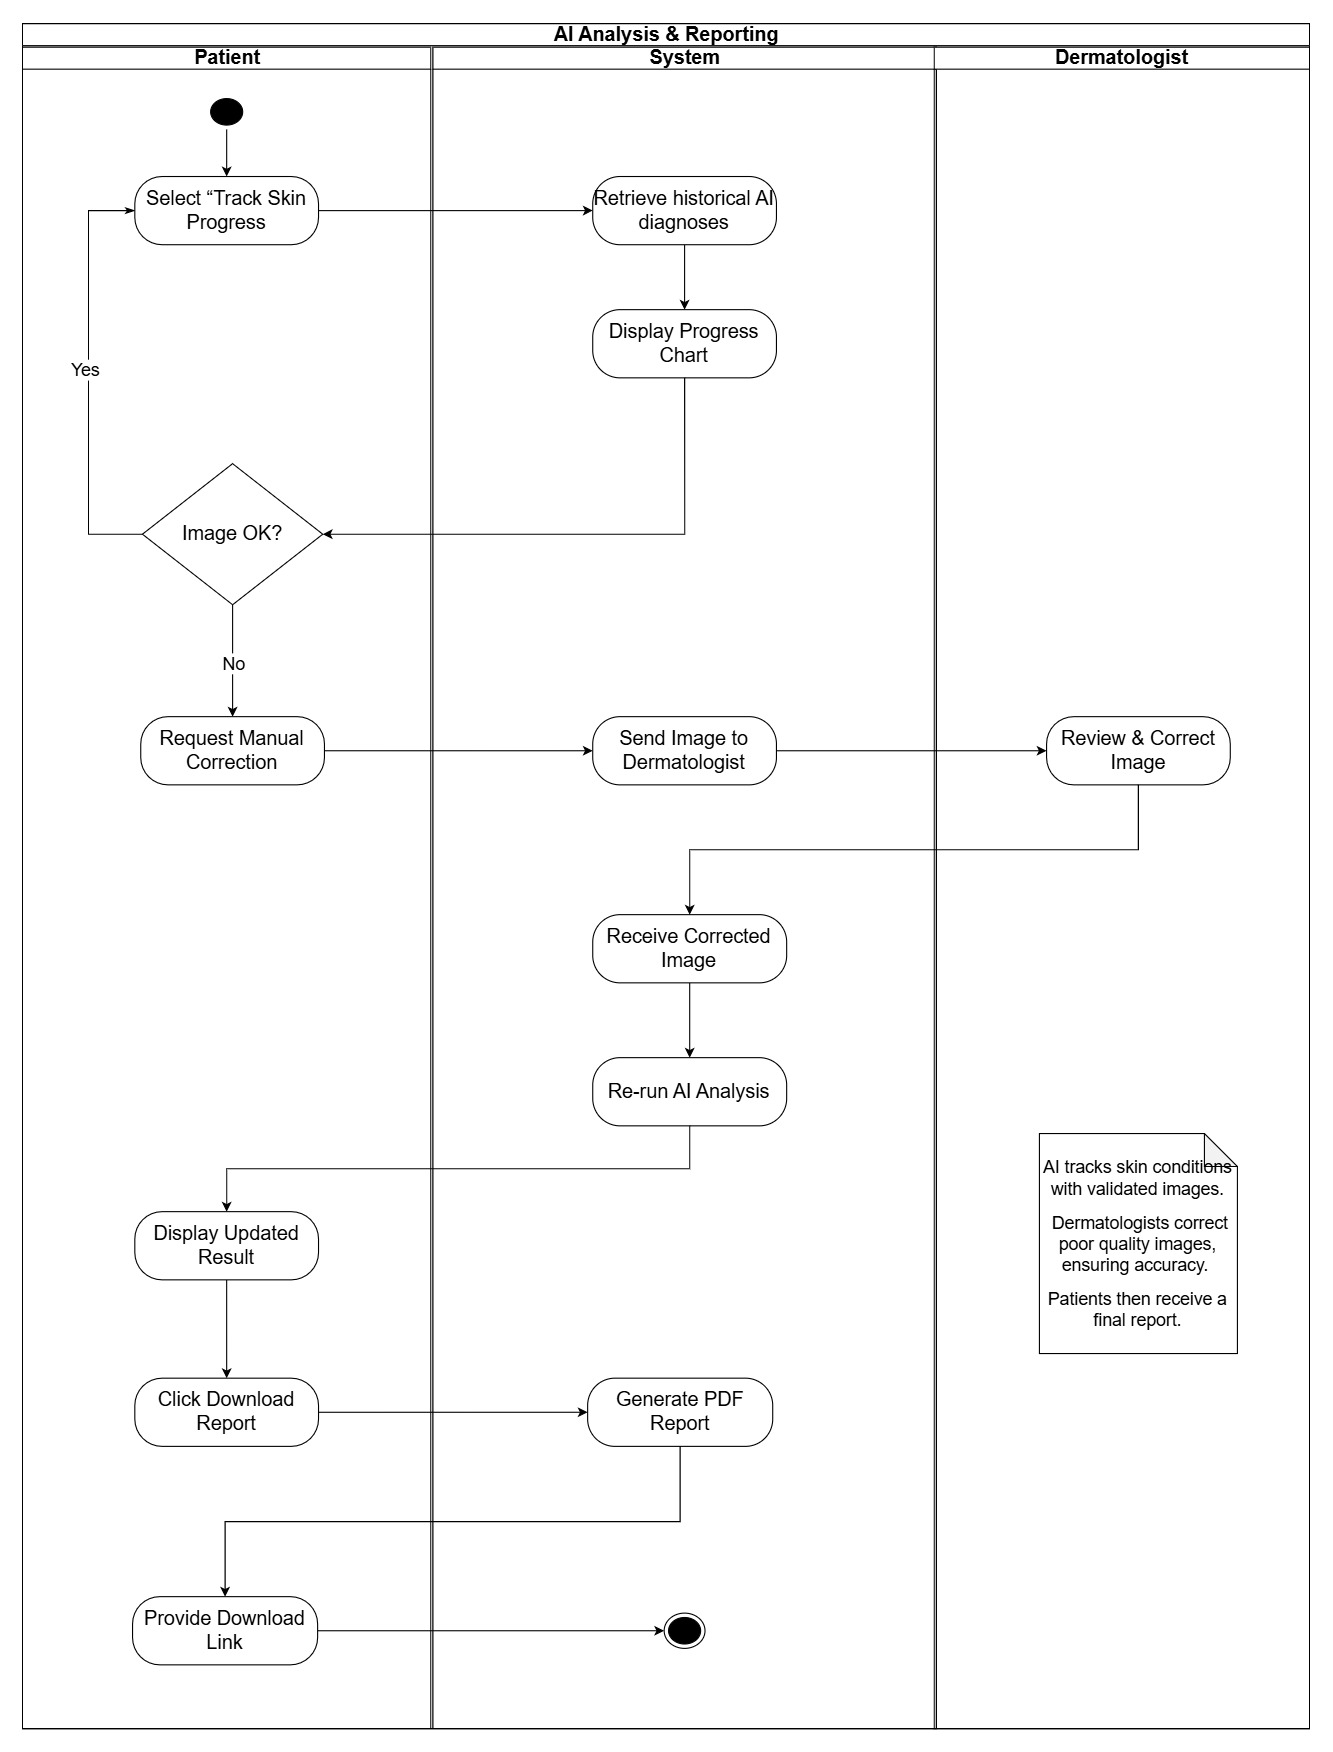 AI Analysis & Reporting
Patient
System
Dermatologist
Select “Track Skin
Progress
Retrieve historical AI
diagnoses
Display Progress
Chart
Yes
Image OK?
No
Request Manual
Correction
Send Image to
Dermatologist
Review & Correct
Image
Receive Corrected
Image
Re-run AI Analysis
AI tracks skin conditions
with validated images.
Dermatologists correct
poor quality images,
ensuring accuracy.
Patients then receive a
final report.
Display Updated
Result
Click Download
Report
Generate PDF
Report
Provide Download
Link